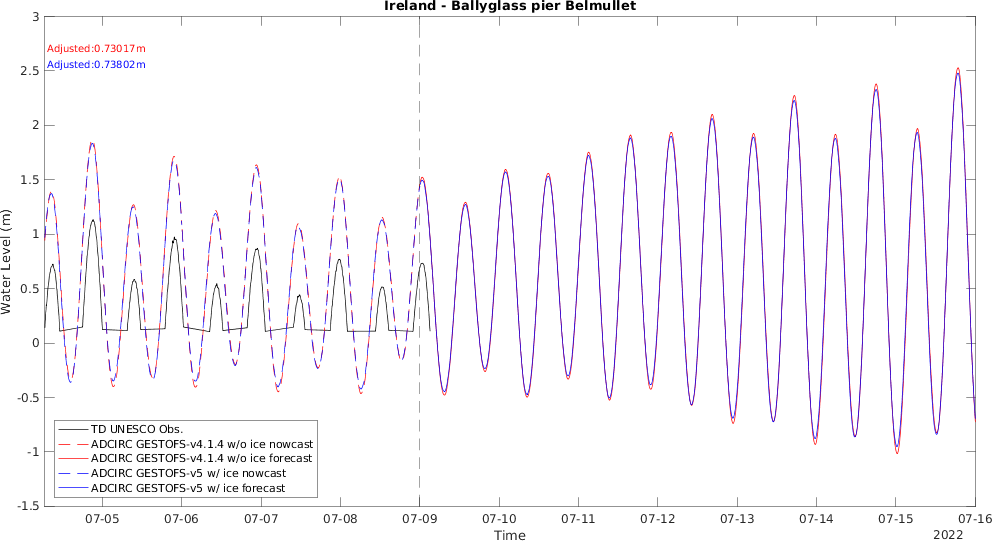 Ireland - Ballyglass pier Belmullet
3
Adjusted:0.73017m
Adjusted:0.73802m
2.5
2
1.5
1
0.5
0
-0.5
-1
-1.5
Water Level (m)
TD UNESCO Obs.
ADCIRC GESTOFS-v4.1.4 w/o ice nowcast
ADCIRC GESTOFS-v4.1.4 w/o ice forecast
ADCIRC GESTOFS-v5 w/ ice nowcast
ADCIRC GESTOFS-v5 w/ ice forecast
07-05 07-06 07-07 07-08 07-09 07-10 07-11 07-12 07-13 07-14 07-15 07-16
Time
2022